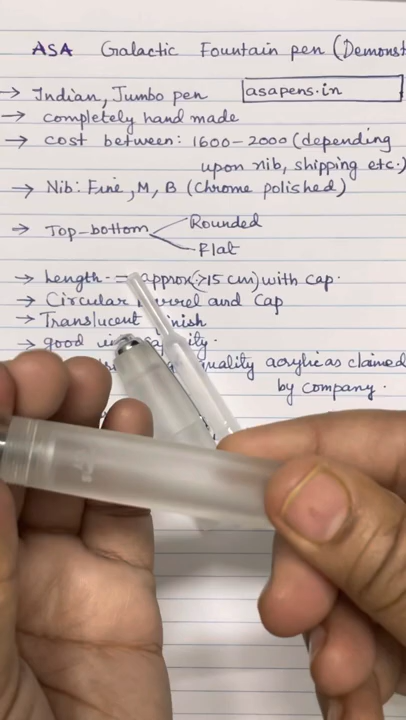 ASA Galactic Fountain pen (Demonst
→ Indian, Jumbo pen
asapens.in
→ completely hand made
→ cost between: 1600-2000 (depending
upon nib, shipping etc.)
→ Nib: Fine, M, B (Chrome polished)
→ Top-bottom
Rounded
Flat
→ Length - = approx(>15 cm) with cap.
→ Circular and Cap
→ Translucent
→ good
quality acrylic as claimed
by company.